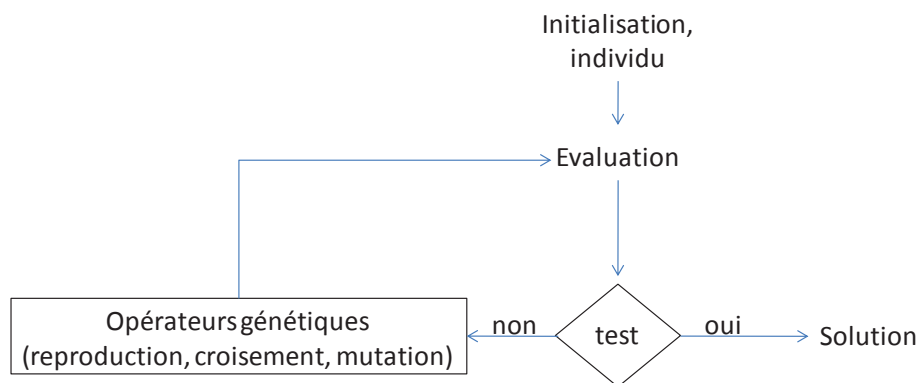 Initialisation,
individu
Evaluation
non
test
oui
Solution
Opérateurs génétiques
(reproduction, croisement, mutation)